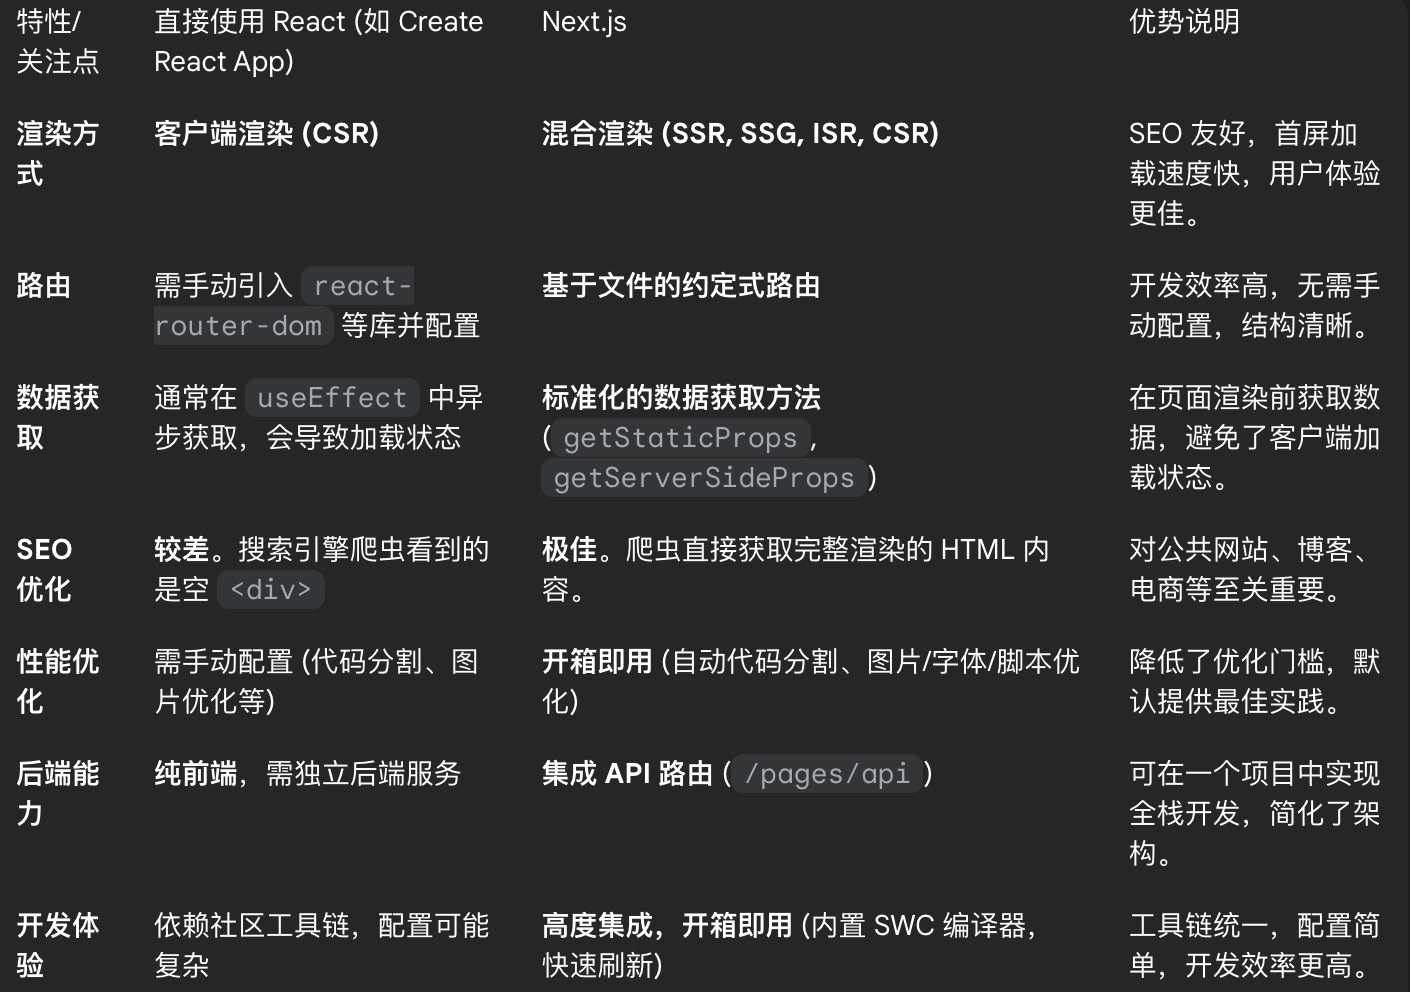 特性/
关注点
直接使用 React (如 Create
React App)
Next.js
优势说明
渲染方
式
客户端渲染 (CSR)
混合渲染 (SSR, SSG, ISR, CSR)
SEO 友好，首屏加
载速度快，用户体验
更佳。
路由
需手动引入 react-
router-dom 等库并配置
基于文件的约定式路由
开发效率高，无需手
动配置，结构清晰。
数据获
取
通常在 useEffect 中异
步获取，会导致加载状态
标准化的数据获取方法
(getStaticProps,
getServerSideProps)
在页面渲染前获取数
据，避免了客户端加
载状态。
SEO
优化
较差。搜索引擎爬虫看到的
是空 <div>
极佳。爬虫直接获取完整渲染的 HTML 内
容。
对公共网站、博客、
电商等至关重要。
性能优
化
需手动配置 (代码分割、图
片优化等)
开箱即用 (自动代码分割、图片/字体/脚本优
化)
降低了优化门槛，默
认提供最佳实践。
后端能
力
纯前端，需独立后端服务
集成 API 路由 (/pages/api)
可在一个项目中实现
全栈开发，简化了架
构。
开发体
验
依赖社区工具链，配置可能
复杂
高度集成，开箱即用 (内置 SWC 编译器，
快速刷新)
工具链统一，配置简
单，开发效率更高。